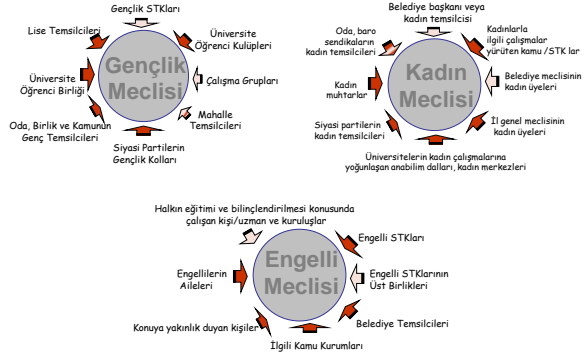 Gençlik STKları
Lise Temsilcileri
Üniversite
Öğrenci Kulüpleri
Gençlik
Meclisi
Üniversite
Öğrenci Birliği
Çalışma Grupları
Oda, Birlik ve Kamunun
Genç Temsilcileri
Mahalle
Temsilcileri
Siyasi Partilerin
Gençlik Kolları
Belediye başkanı veya
kadın temsilcisi
Oda, baro
sendikaların
kadın temsilcileri
Kadınlarla
ilgili çalışmalar
yürüten kamu /STK lar
Kadın
Meclisi
Kadın
muhtarlar
Belediye meclisinin
kadın üyeleri
Siyasi partilerin
kadın temsilcileri
İl genel meclisinin
kadın üyeleri
Üniversitelerin kadın çalışmalarına
yoğunlaşan anabilim dalları, kadın merkezleri
Halkın eğitimi ve bilinçlendirilmesi konusunda
çalışan kişi/uzman ve kuruluşlar
Engelli STKları
Engelli
Meclisi
Engellilerin
Aileleri
Engelli STKlarının
Üst Birlikleri
Konuya yakınlık duyan kişiler
Belediye Temsilcileri
İlgili Kamu Kurumları